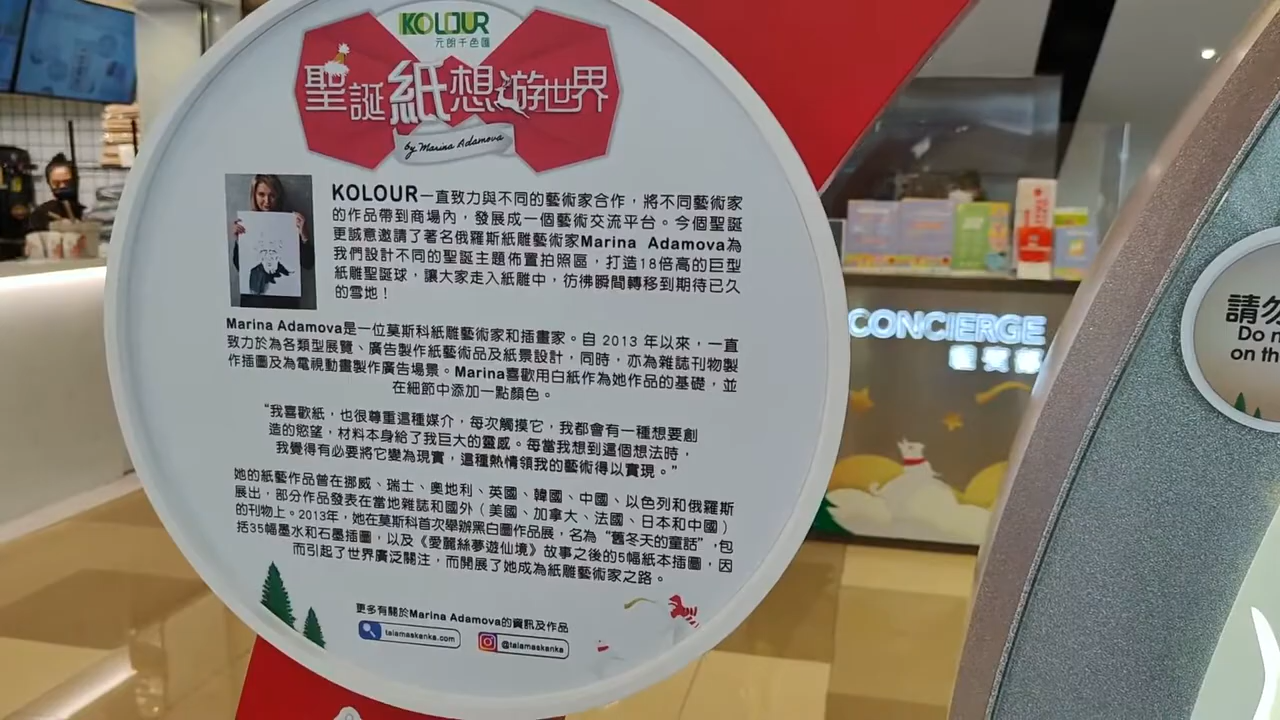 KOLOUR
元朗千色匯
聖誕紙想遊世界
by Marina Adamova
KOLOUR一直致力與不同的藝術家合作，將不同藝術家
的作品帶到商場內，發展成一個藝術交流平台。今個聖誕
更誠意邀請了著名俄羅斯紙雕藝術家Marina Adamova為
我們設計不同的聖誕主題佈置拍照區，打造18倍高的巨型
紙雕聖誕球，讓大家走入紙雕中，彷彿瞬間轉移到期待已久
的雪地！
Marina Adamova是一位莫斯科紙雕藝術家和插畫家。自 2013 年以來，一直
致力於為各類型展覽、廣告製作紙藝術品及紙景設計，同時，亦為雜誌刊物製
作插圖及為電視動畫製作廣告場景。Marina喜歡用白紙作為她作品的基礎，並
在細節中添加一點顏色。
“我喜歡紙，也很尊重這種媒介，每次觸摸它，我都會有一種想要創
造的慾望，材料本身給了我巨大的靈感。每當我想到這個想法時，
我覺得有必要將它變為現實，這種熱情領我的藝術得以實現。”
她的紙藝作品曾在挪威、瑞士、奧地利、英國、韓國、中國、以色列和俄羅斯
展出，部分作品發表在當地雜誌和國外（美國、加拿大、法國、日本和中國）
的刊物上。2013年，她在莫斯科首次舉辦黑白圖作品展，名為“舊冬天的童話”,包
括35幅墨水和石墨插圖，以及《愛麗絲夢遊仙境》故事之後的5幅紙本插圖，因
而引起了世界廣泛關注，而開展了她成為紙雕藝術家之路。
更多有關於Marina Adamova的資訊及作品
talamaskanka.com
@talamaskanka
CONCIERGE
請勿
Do n
on th